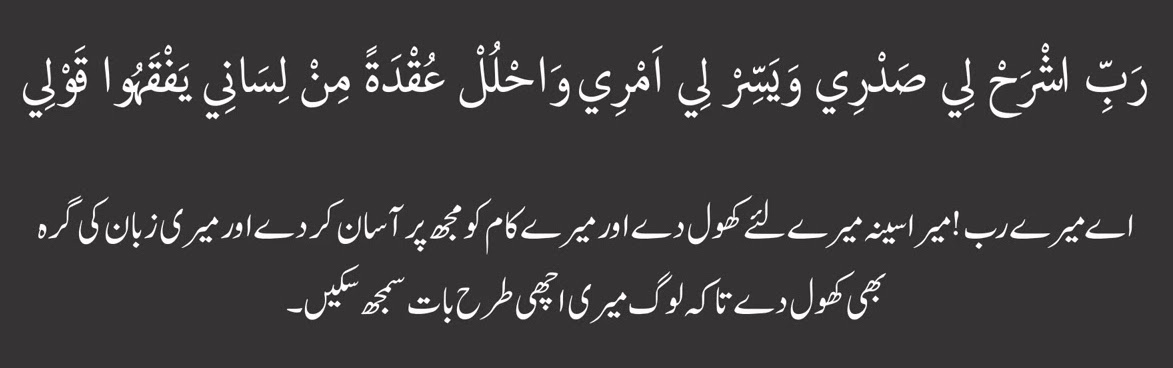 رَبِّ اشْرَحْ لِي صَدْرِي وَيَسِّرْ لِي اَمْرِي وَاحْلُلْ عُقْدَةً مِنْ لِسَانِي يَفْقَهُوا قَوْلِي
اے میرے رب! میرا سینہ میرے لئے کھول دے اور میرے کام کو مجھ پر آسان کر دے اور میری زبان کی گرہ
بھی کھول دے تاکہ لوگ میری اچھی طرح بات سمجھ سکیں۔